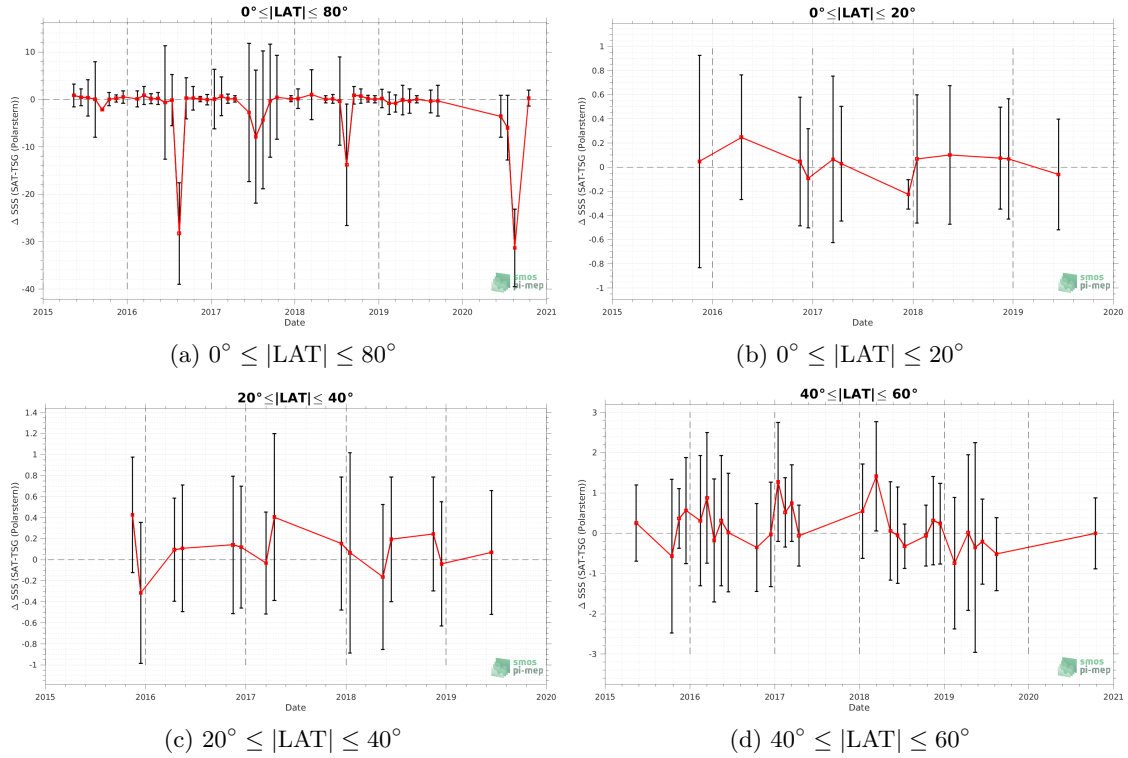 0°≤|LAT|≤ 80°
Δ SSS (SAT-TSG (Polarstern))
10
0
-10
-20
-30
-40
2015
2016
2017
2018
2019
2020
2021
Date
smos
pi-mep
(a) 0° ≤ |LAT| ≤ 80°
0°≤|LAT|≤ 20°
Δ SSS (SAT-TSG (Polarstern))
1
0.8
0.6
0.4
0.2
0
-0.2
-0.4
-0.6
-0.8
-1
2015
2016
2017
2018
2019
2020
Date
smos
pi-mep
(b) 0° ≤ |LAT| ≤ 20°
20°≤|LAT|≤ 40°
Δ SSS (SAT-TSG (Polarstern))
1.4
1.2
1
0.8
0.6
0.4
0.2
0
-0.2
-0.4
-0.6
-0.8
-1
2015
2016
2017
2018
2019
2020
Date
smos
pi-mep
(c) 20° ≤ |LAT| ≤ 40°
40°≤|LAT|≤ 60°
Δ SSS (SAT-TSG (Polarstern))
3
2
1
0
-1
-2
-3
2015
2016
2017
2018
2019
2020
2021
Date
smos
pi-mep
(d) 40° ≤ |LAT| ≤ 60°